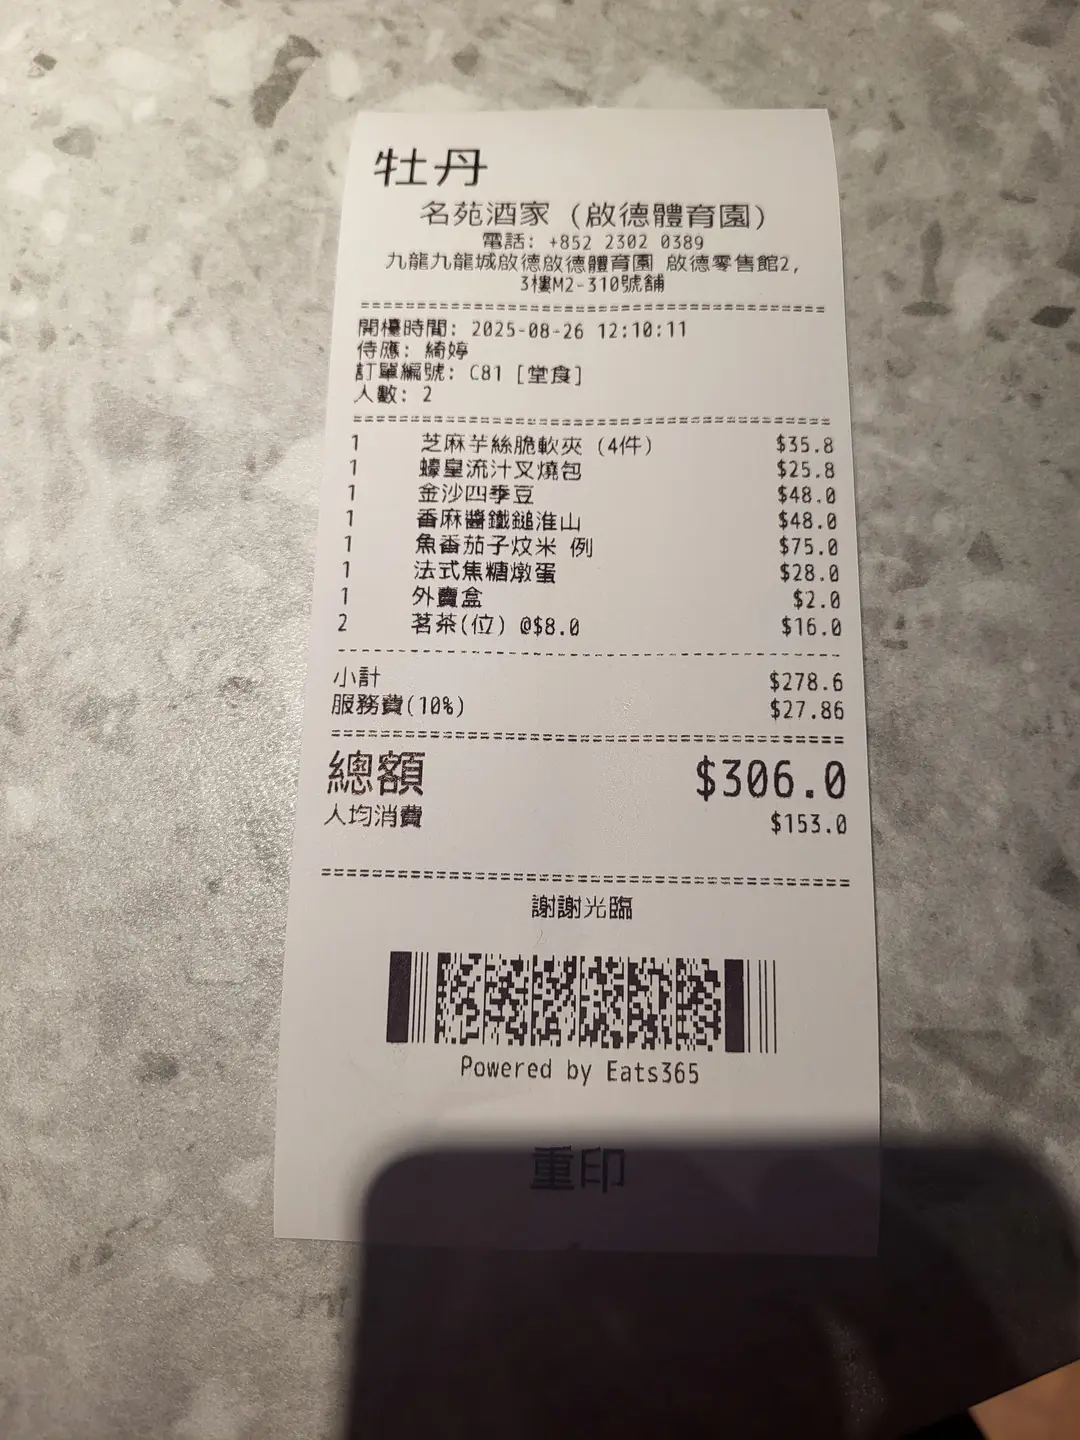 牡丹
名苑酒家 (啟德體育園)
電話: +852 2302 0389
九龍九龍城啟德啟德體育園 啟德零售館2,
3樓M2-310號舖
開檯時間: 2025-08-26 12:10:11
侍應: 綺婷
訂單編號: C81 [堂食]
人數: 2
1 芝麻芋絲脆軟夾 (4件) $35.8
1 蠔皇流汁叉燒包 $25.8
1 金沙四季豆 $48.0
1 香麻醬鐵鎚淮山 $48.0
1 魚番茄子炆米 例 $75.0
1 法式焦糖燉蛋 $28.0
1 外賣盒 $2.0
2 茗茶(位) @$8.0 $16.0
小計 $278.6
服務費(10%) $27.86
總額 $306.0
人均消費 $153.0
謝謝光臨
Powered by Eats365
重印